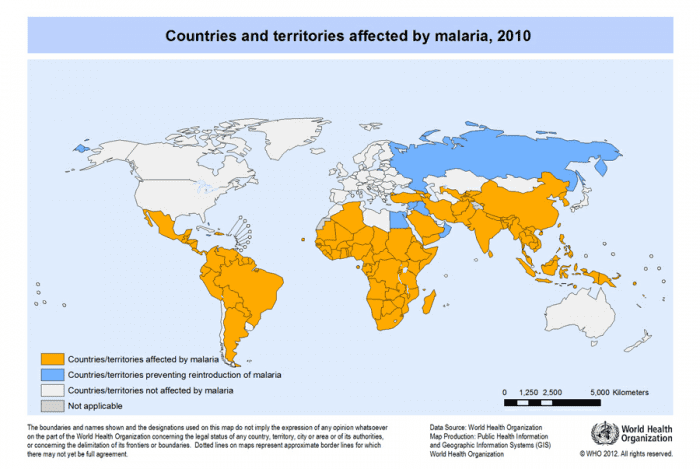 Countries and territories affected by malaria, 2010
Countries/territories affected by malaria
Countries/territories preventing reintroduction of malaria
Countries/territories not affected by malaria
Not applicable
0 1,250 2,500 5,000 Kilometers
The boundaries and names shown and the designations used on this map do not imply the expression of any opinion whatsoever
on the part of the World Health Organization concerning the legal status of any country, territory, city or area or of its authorities,
or concerning the delimitation of its frontiers or boundaries. Dotted lines on maps represent approximate border lines for which
there may not yet be full agreement.
Data Source: World Health Organization
Map Production: Public Health Information
and Geographic Information Systems (GIS)
World Health Organization
World Health
Organization
© WHO 2012. All rights reserved.